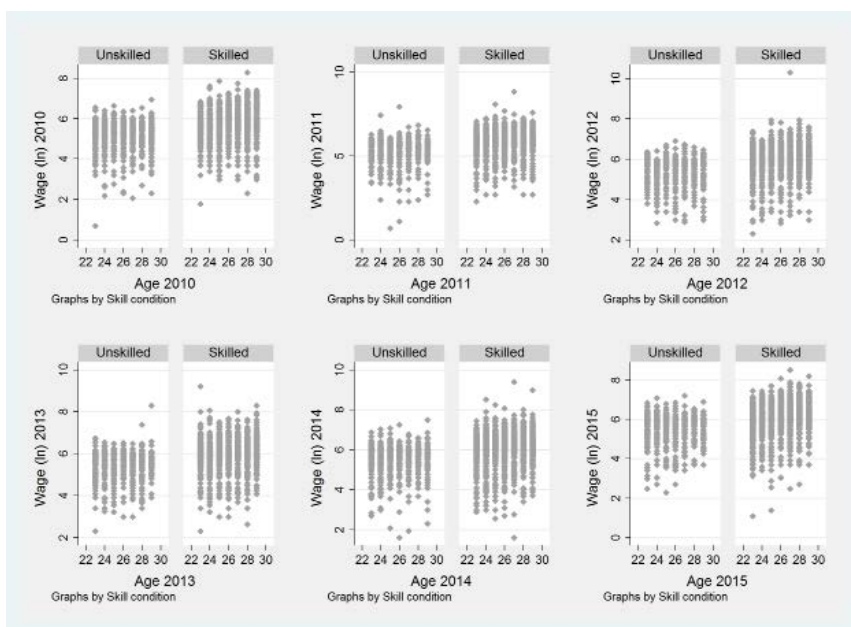 Unskilled Skilled
Wage (ln) 2010
8
6
4
2
0
22 24 26 28 30 22 24 26 28 30
Age 2010
Graphs by Skill condition
Unskilled Skilled
Wage (ln) 2011
10
5
0
22 24 26 28 30 22 24 26 28 30
Age 2011
Graphs by Skill condition
Unskilled Skilled
Wage (ln) 2012
10
8
6
4
2
22 24 26 28 30 22 24 26 28 30
Age 2012
Graphs by Skill condition
Unskilled Skilled
Wage (ln) 2013
10
8
6
4
2
22 24 26 28 30 22 24 26 28 30
Age 2013
Graphs by Skill condition
Unskilled Skilled
Wage (ln) 2014
10
8
6
4
2
22 24 26 28 30 22 24 26 28 30
Age 2014
Graphs by Skill condition
Unskilled Skilled
Wage (ln) 2015
8
6
4
2
0
22 24 26 28 30 22 24 26 28 30
Age 2015
Graphs by Skill condition